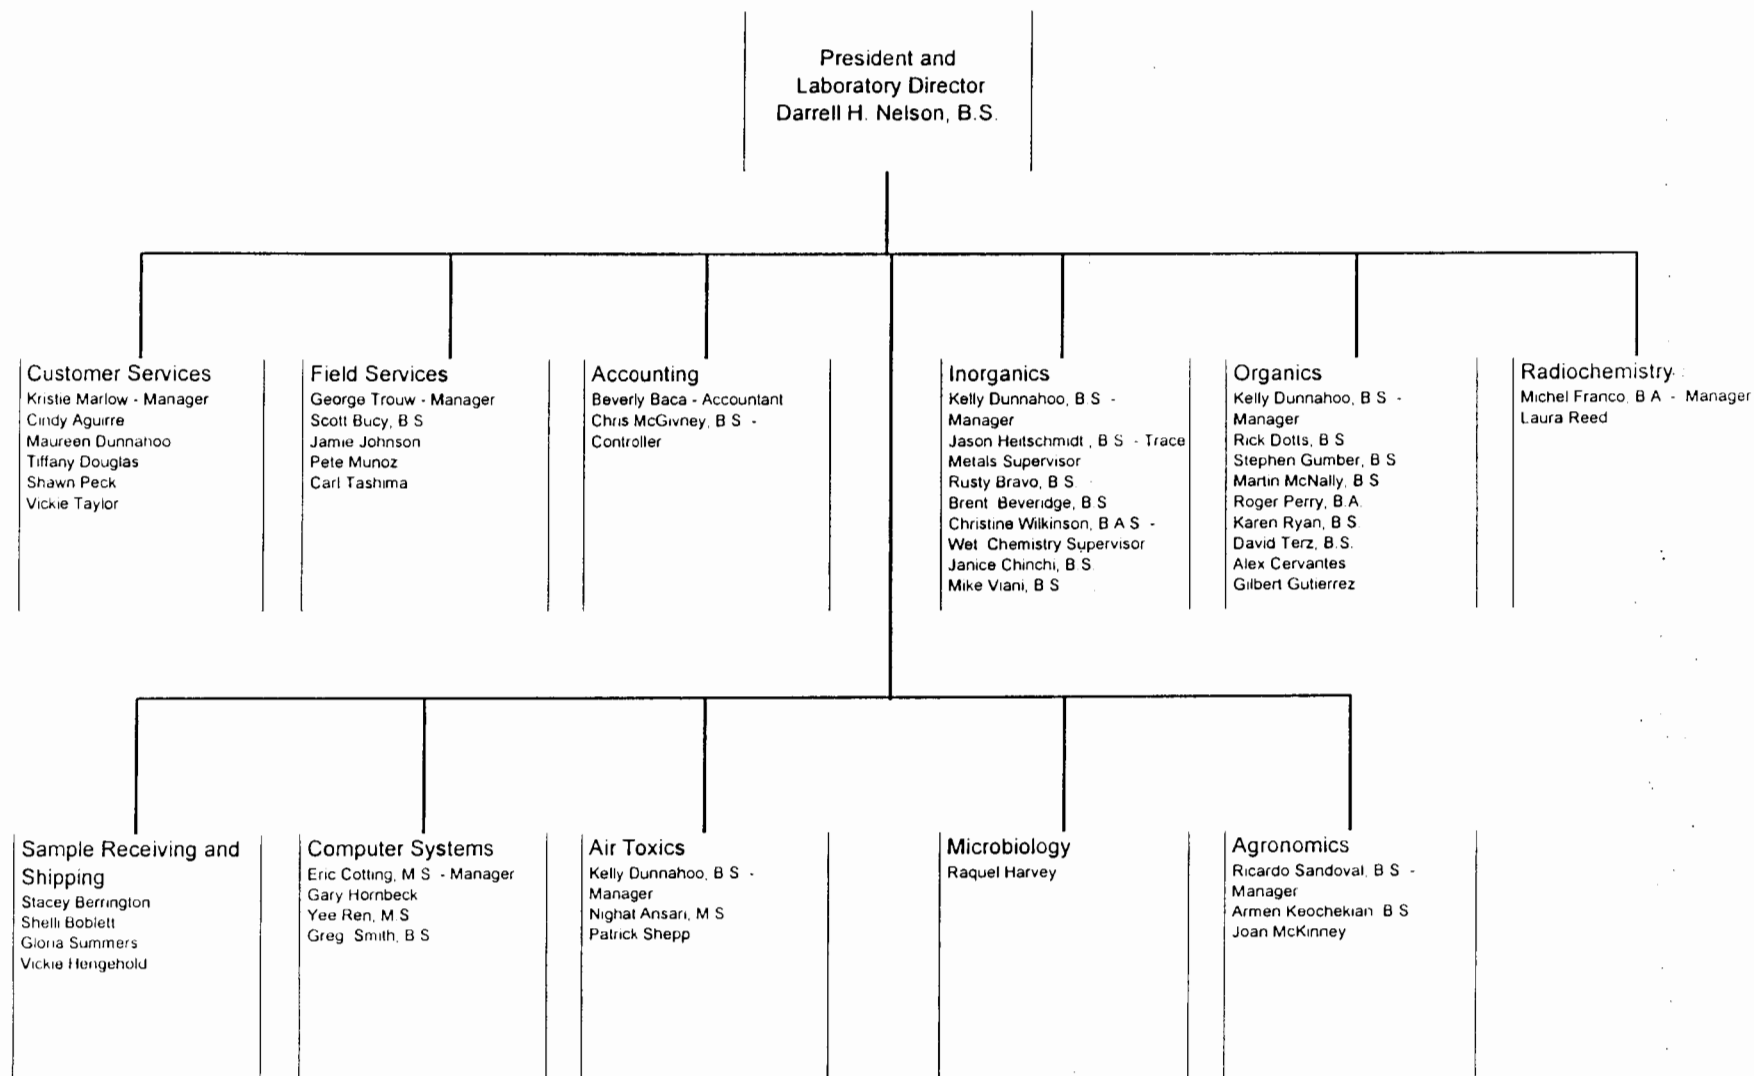 President and
Laboratory Director
Darrell H. Nelson, B.S.
Customer Services
Kristie Marlow - Manager
Cindy Aguirre
Maureen Dunnahoo
Tiffany Douglas
Shawn Peck
Vickie Taylor
Field Services
George Trouw - Manager
Scott Bucy, B S
Jamie Johnson
Pete Munoz
Carl Tashima
Accounting
Beverly Baca - Accountant
Chris McGivney, B S -
Controller
Inorganics
Kelly Dunnahoo, B S -
Manager
Jason Heitschmidt , B S - Trace
Metals Supervisor
Rusty Bravo, B S
Brent Beveridge, B S
Christine Wilkinson, B A S -
Wet Chemistry Supervisor
Janice Chinchi, B S
Mike Viani, B S
Organics
Kelly Dunnahoo, B S -
Manager
Rick Dotts, B S
Stephen Gumber, B S
Martin McNally, B S
Roger Perry, B.A.
Karen Ryan, B S
David Terz, B.S.
Alex Cervantes
Gilbert Gutierrez
Radiochemistry
Michel Franco, B A - Manager
Laura Reed
Sample Receiving and
Shipping
Stacey Berrington
Shelli Boblett
Gloria Summers
Vickie Hengehold
Computer Systems
Eric Cotting, M S - Manager
Gary Hornbeck
Yee Ren, M S
Greg Smith, B S
Air Toxics
Kelly Dunnahoo, B S -
Manager
Nighat Ansari, M S
Patrick Shepp
Microbiology
Raquel Harvey
Agronomics
Ricardo Sandoval, B S -
Manager
Armen Keochekian B S
Joan McKinney